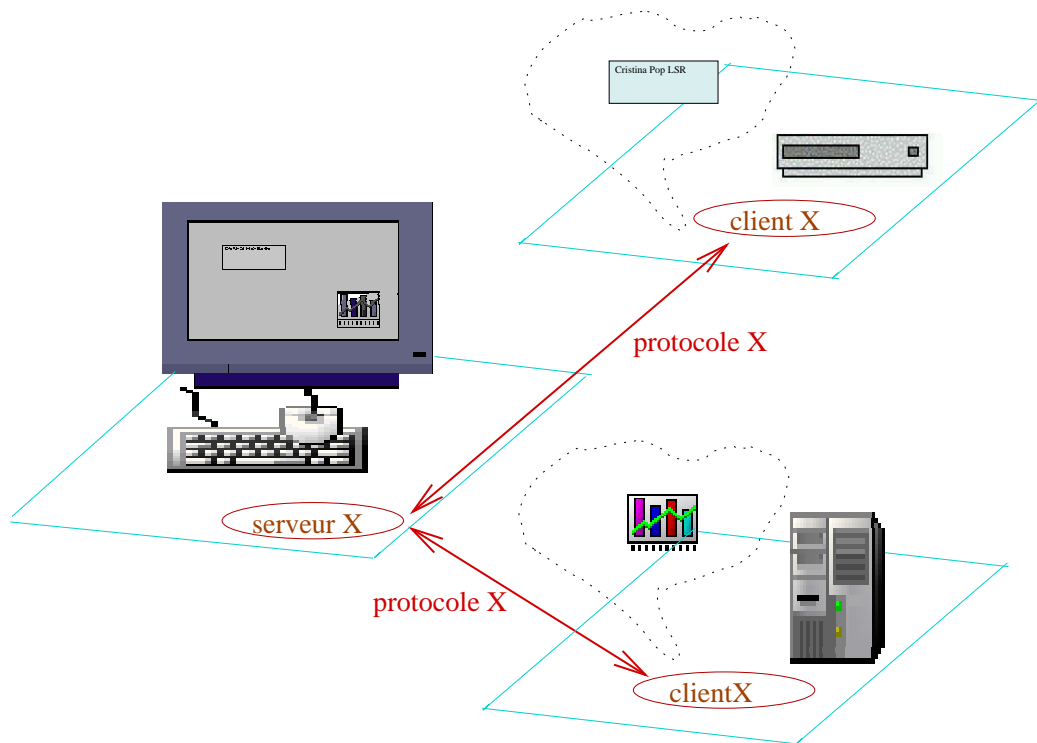 Cristina Pop LSR
client X
protocole X
serveur X
protocole X
clientX